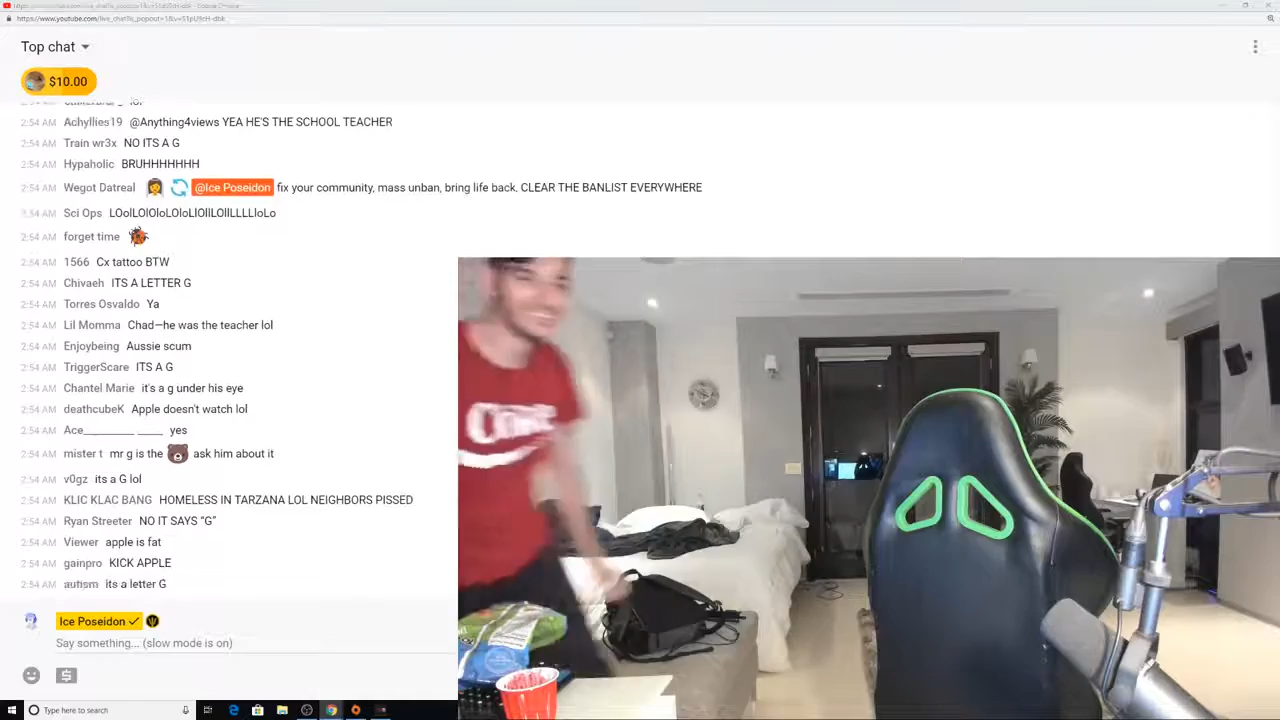 Top chat
$10.00
2:54 AM Achyllies19 @Anything4views YEA HE'S THE SCHOOL TEACHER
2:54 AM Train wr3x NO ITS A G
2:54 AM Hypaholic BRUHHHHHHH
2:54 AM Wegot Datreal @Ice Poseidon fix your community, mass unban, bring life back. CLEAR THE BANLIST EVERYWHERE
2:54 AM Sci Ops
2:54 AM forget time
2:54 AM 1566 Cx tattoo BTW
2:54 AM Chivaeh ITS A LETTER G
2:54 AM Torres Osvaldo Ya
2:54 AM Lil Momma Chad—he was the teacher lol
2:54 AM Enjoybeing Aussie scum
2:54 AM TriggerScare ITS A G
2:54 AM Chantel Marie it's a g under his eye
2:54 AM deathcubeK Apple doesn't watch lol
2:54 AM Ace__________ _____ yes
2:54 AM mister t mr g is the ask him about it
2:54 AM v0gz its a G lol
2:54 AM KLIC KLAC BANG HOMELESS IN TARZANA LOL NEIGHBORS PISSED
2:54 AM Ryan Streeter NO IT SAYS “G”
2:54 AM Viewer apple is fat
2:54 AM gainpro KICK APPLE
2:54 AM autism its a letter G
Ice Poseidon
Say something... (slow mode is on)
Type here to search